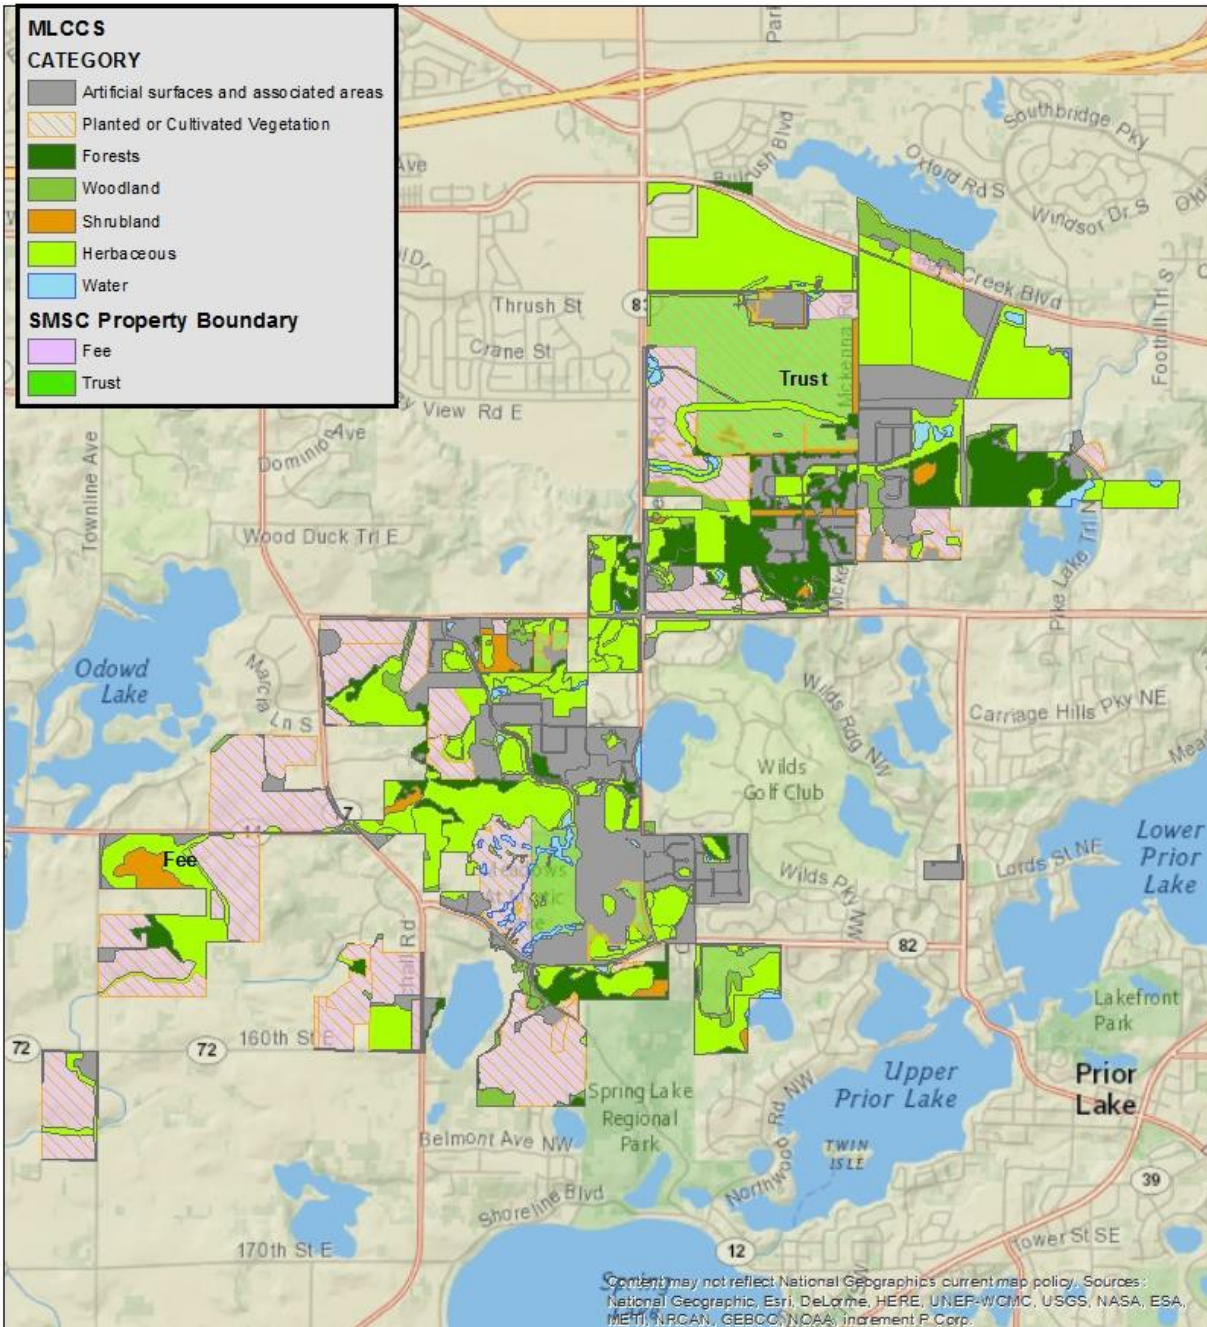 MLCCS
CATEGORY
Artificial surfaces and associated areas
Planted or Cultivated Vegetation
Forests
Woodland
Shrubland
Herbaceous
Water
SMSC Property Boundary
Fee
Trust
Ave
Bulrush Blvd
Southbridge Pky
Oxford Rd S
Windsor Dr S
Creek Blvd
Foothill Trl S
Thrush St
Crane St
View Rd E
Trust
Townline Ave
Dominion Ave
Wood Duck Trl E
Pike Lake Trl N
Odowd
Lake
Marcia Ln S
Wilds Rdg NW
Carriage Hills Pky NE
Wilds
Golf Club
7
Fee
Lower
Prior
Lake
Lords St NE
Wilds Pky NW
82
Lakefront
Park
72
72
160th St E
Upper
Prior Lake
Prior
Lake
Spring Lake
Regional
Park
Northwood Rd NW
TWIN
ISLE
Belmont Ave NW
39
Shoreline Blvd
170th St E
12
Tower St SE
Spring
Content may not reflect National Geographic's current map policy. Sources:
National Geographic, Esri, DeLorme, HERE, UNEP-WCMC, USGS, NASA, ESA,
METI, NRCAN, GEBCO, NOAA, increment P Corp.